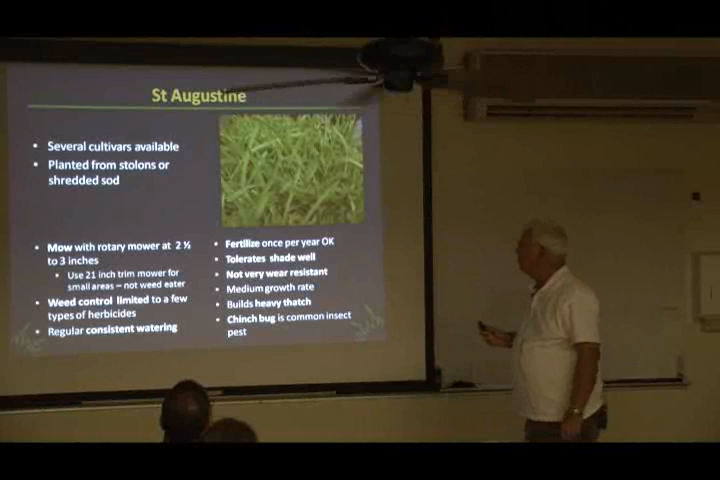 St Augustine
• Several cultivars available
• Planted from stolons or
shredded sod
• Mow with rotary mower at 2 ½
to 3 inches
• Use 21 inch trim mower for
small areas – not weed eater
• Weed control limited to a few
types of herbicides
• Regular consistent watering
• Fertilize once per year OK
• Tolerates shade well
• Not very wear resistant
• Medium growth rate
• Builds heavy thatch
• Chinch bug is common insect
pest